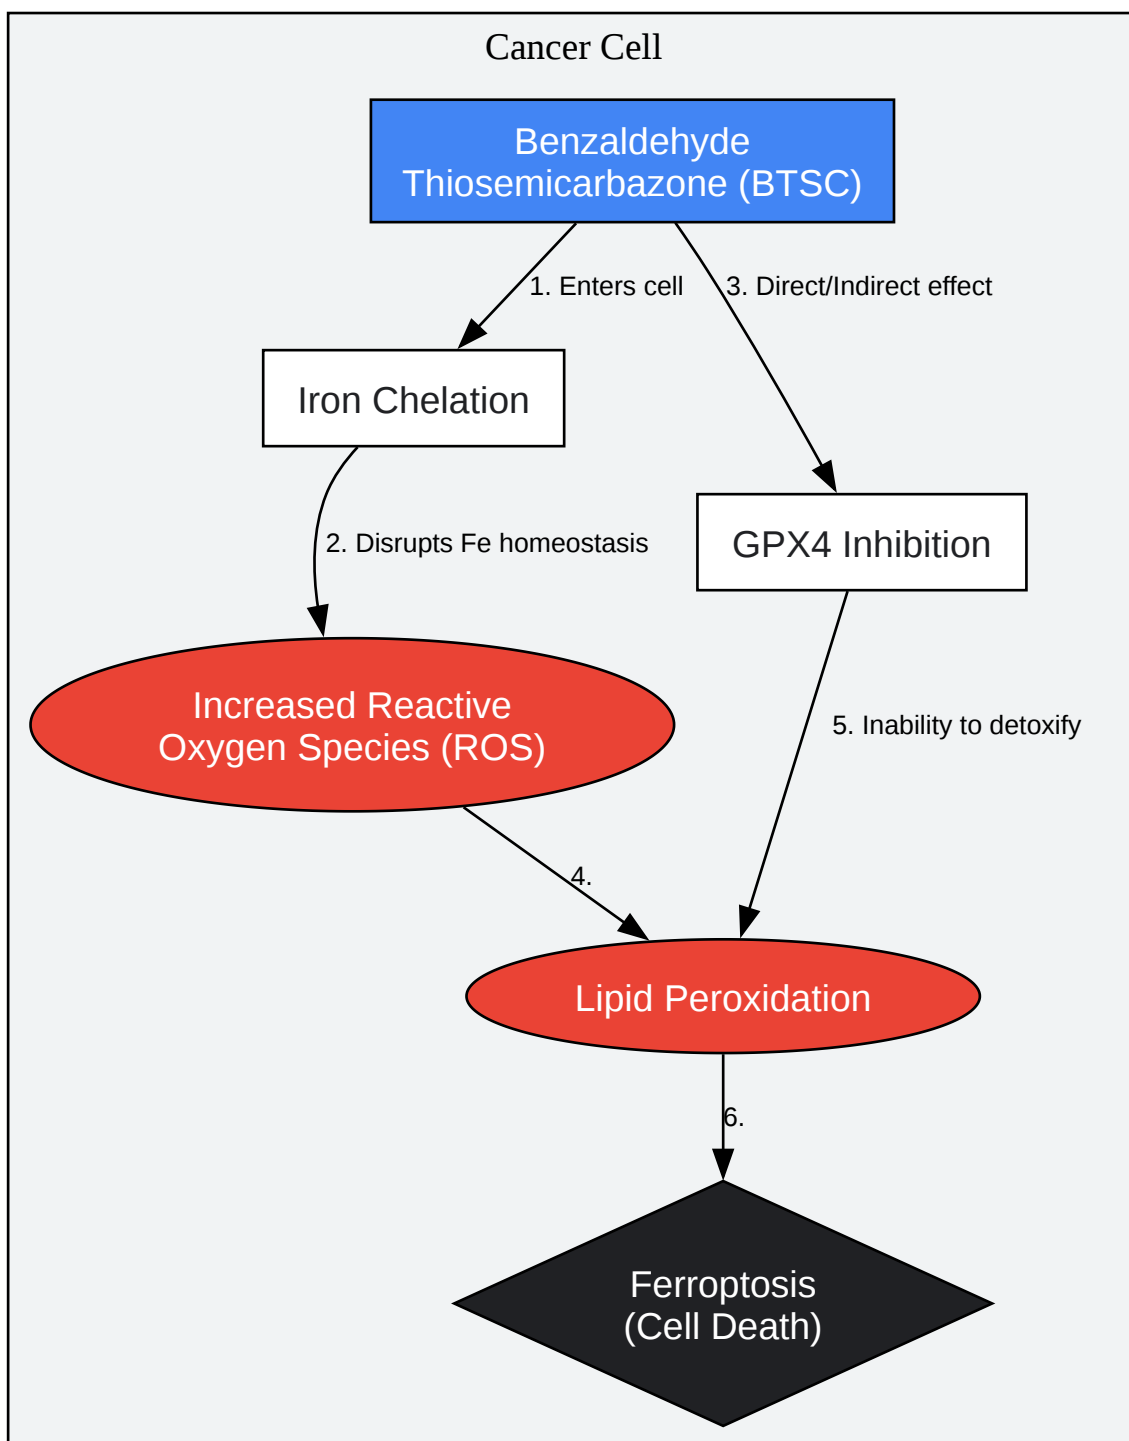 Cancer Cell
Benzaldehyde
Thiosemicarbazone (BTSC)
1. Enters cell
3. Direct/Indirect effect
Iron Chelation
2. Disrupts Fe homeostasis
GPX4 Inhibition
Increased Reactive
Oxygen Species (ROS)
5. Inability to detoxify
4.
Lipid Peroxidation
6.
Ferroptosis
(Cell Death)